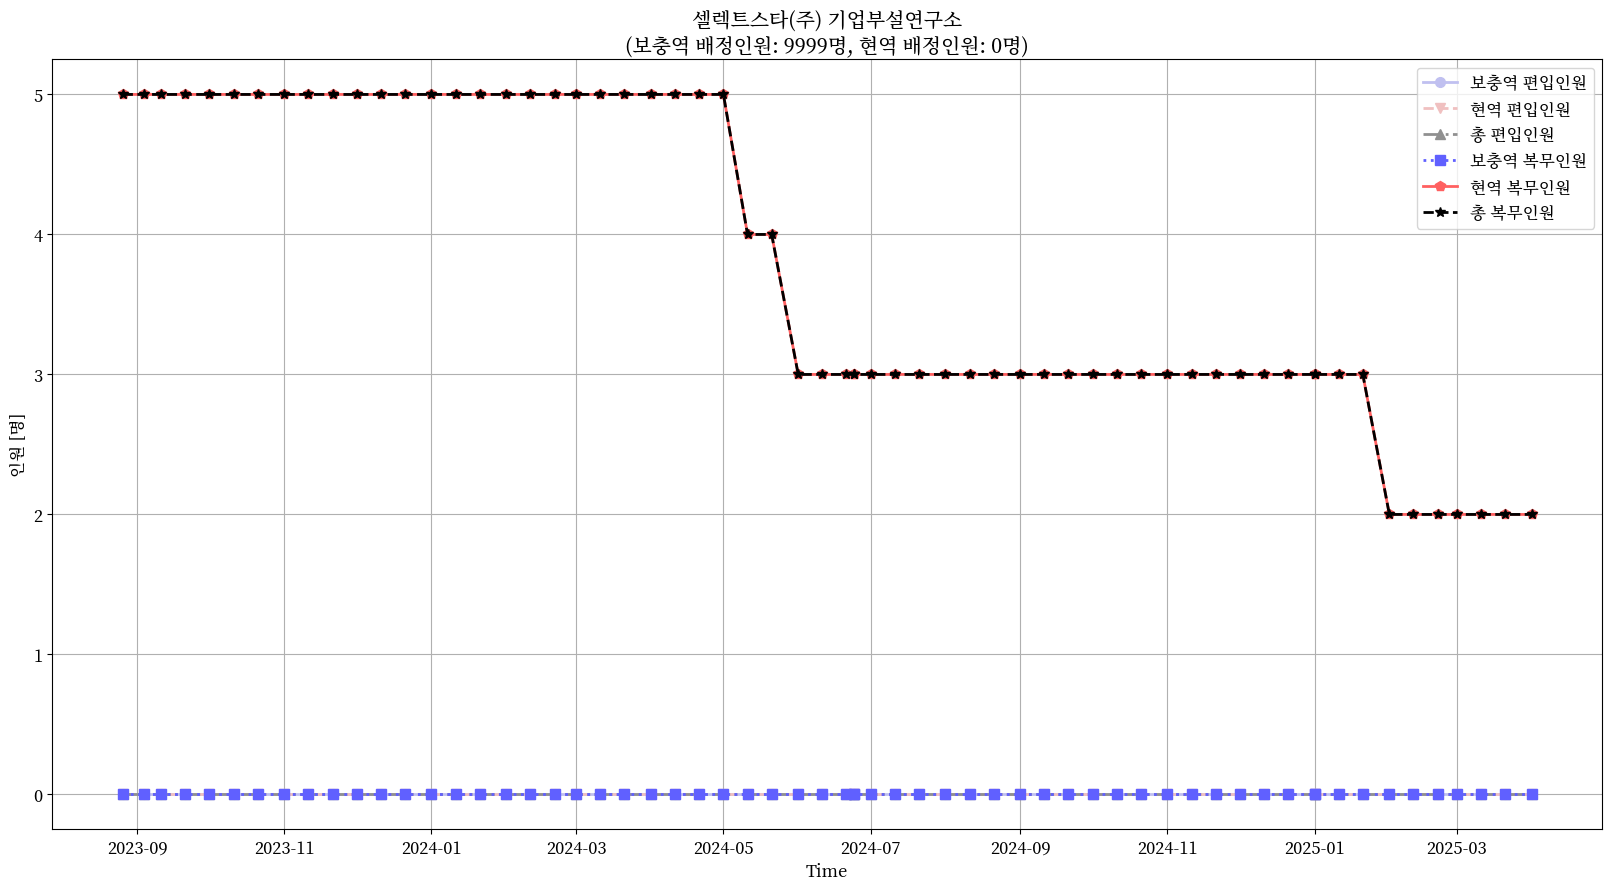 셀렉트스타(주) 기업부설연구소
(보충역 배정인원: 9999명, 현역 배정인원: 0명)
보충역 편입인원
현역 편입인원
총 편입인원
보충역 복무인원
현역 복무인원
총 복무인원
인원 [명]
5
4
3
2
1
0
2023-09
2023-11
2024-01
2024-03
2024-05
2024-07
2024-09
2024-11
2025-01
2025-03
Time